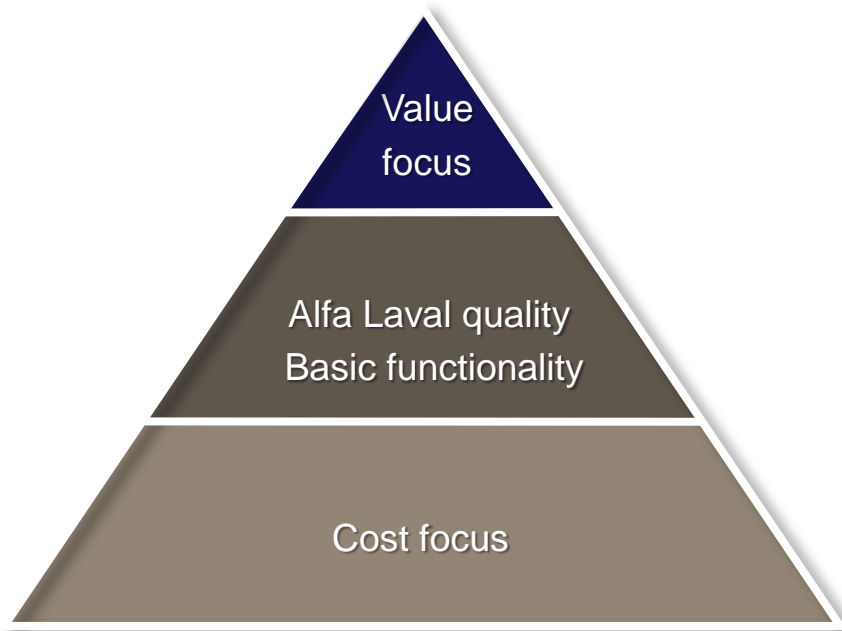 Value
focus
Alfa Laval quality
Basic functionality
Cost focus